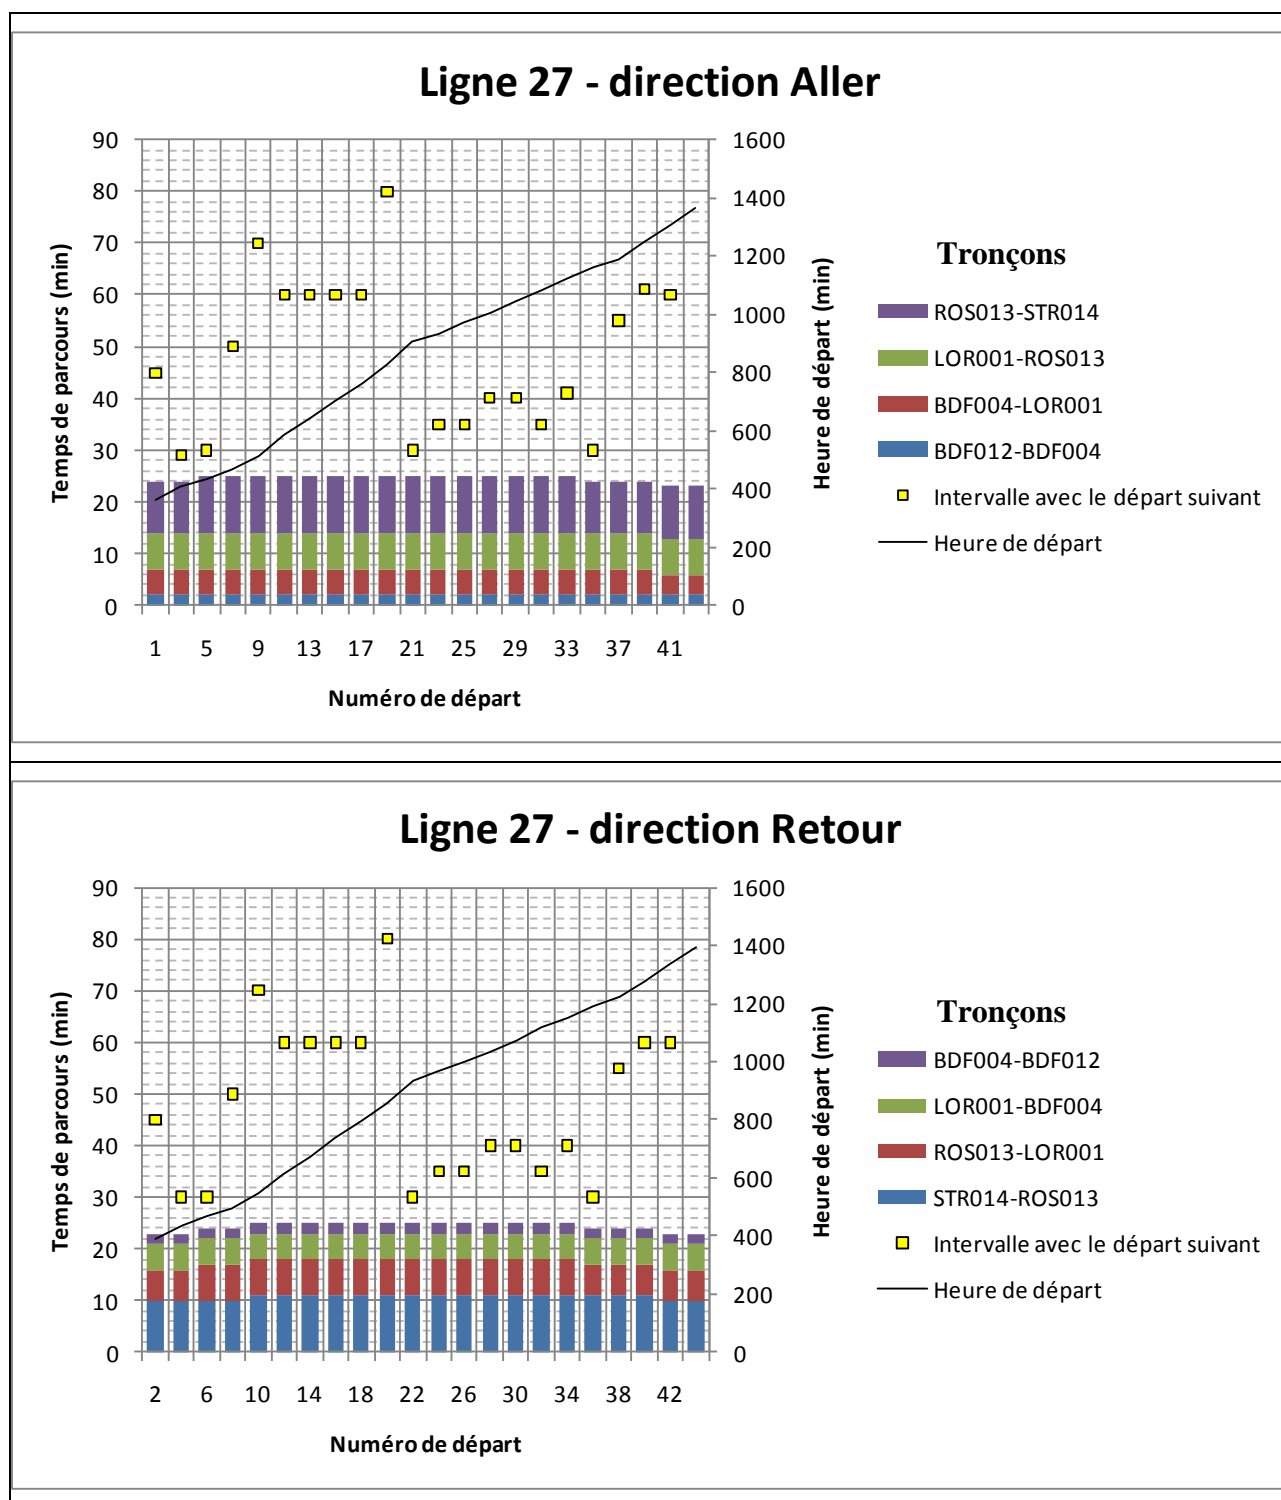 Ligne 27 - direction Aller
90
80
70
60
50
40
30
20
10
0
Temps de parcours (min)
1600
1400
1200
1000
800
600
400
200
0
Heure de départ (min)
1 5 9 13 17 21 25 29 33 37 41
Numéro de départ
Tronçons
ROS013-STR014
LOR001-ROS013
BDF004-LOR001
BDF012-BDF004
Intervalle avec le départ suivant
Heure de départ
Ligne 27 - direction Retour
90
80
70
60
50
40
30
20
10
0
Temps de parcours (min)
1600
1400
1200
1000
800
600
400
200
0
Heure de départ (min)
2 6 10 14 18 22 26 30 34 38 42
Numéro de départ
Tronçons
BDF004-BDF012
LOR001-BDF004
ROS013-LOR001
STR014-ROS013
Intervalle avec le départ suivant
Heure de départ